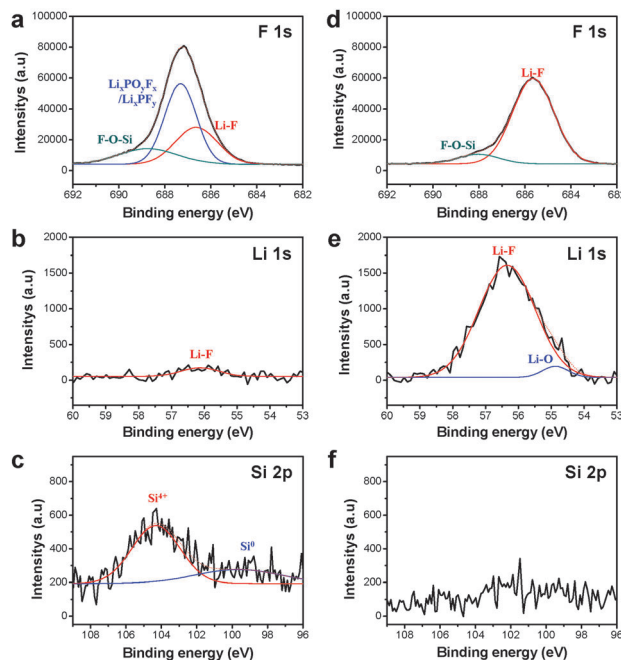 a
F 1s
100000
80000
60000
40000
20000
0
Intensitys (a.u)
LiₓPOᵧFₓ
/LiₓPFᵧ
Li-F
F-O-Si
692 690 688 686 684 682
Binding energy (eV)
d
F 1s
100000
80000
60000
40000
20000
0
Intensitys (a.u)
Li-F
F-O-Si
692 690 688 686 684 682
Binding energy (eV)
b
Li 1s
2000
1500
1000
500
0
Intensitys (a.u)
Li-F
60 59 58 57 56 55 54 53
Binding energy (eV)
e
Li 1s
2000
1500
1000
500
0
Intensitys (a.u)
Li-F
Li-O
60 59 58 57 56 55 54 53
Binding energy (eV)
c
Si 2p
800
600
400
200
0
Intensitys (a.u)
Si⁴⁺
Si⁰
108 106 104 102 100 98 96
Binding energy (eV)
f
Si 2p
800
600
400
200
0
Intensitys (a.u)
108 106 104 102 100 98 96
Binding energy (eV)